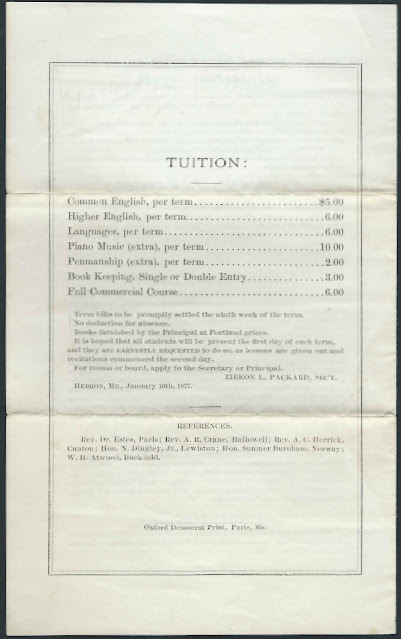 TUITION:
Common English, per term..........................$5.00
Higher English, per term............................6.00
Languages, per term................................6.00
Piano Music (extra), per term.....................10.00
Penmanship (extra), per term......................2.00
Book Keeping, Single or Double Entry..............3.00
Full Commercial Course.............................6.00
Term bills to be promptly settled the ninth week of the term.
No deduction for absence.
Books furnished by the Principal at Portland prices.
It is hoped that all students will be present the first day of each term,
and they are EARNESTLY REQUESTED to do so, as lessons are given out and
recitations commenced the second day.
For rooms or board, apply to the Secretary or Principal.
ZIBEON L. PACKARD, SEC'Y.
HEBRON, ME., January 10th, 1877.
REFERENCES.
Rev. Dr. Estes, Paris; Rev. A. R. Crane, Hallowell; Rev. A. C. Herrick,
Canton; Hon. N. Dingley, Jr., Lewiston; Hon. Sumner Burnham, Norway;
W. H. Atwood, Buckfield.
Oxford Democrat Print, Paris, Me.